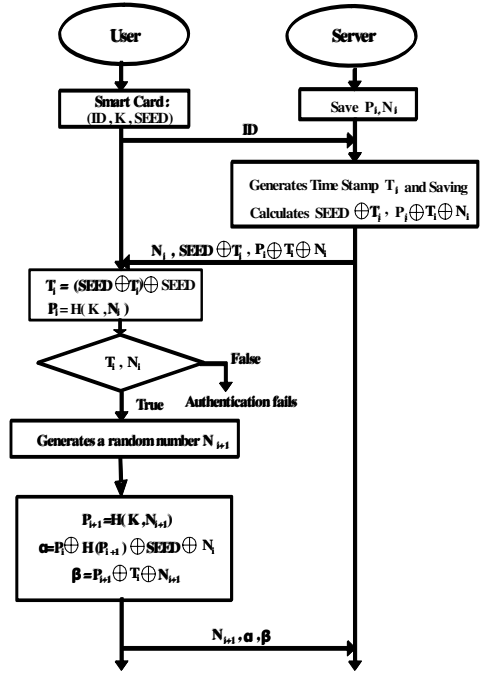 User
Server
Smart Card:
(ID, K, SEED)
Save Pᵢ, Nᵢ
ID
Generates Time Stamp Tᵢ and Saving
Calculates SEED ⊕ Tᵢ, Pᵢ ⊕ Tᵢ ⊕ Nᵢ
Nᵢ, SEED ⊕ Tᵢ, Pᵢ ⊕ Tᵢ ⊕ Nᵢ
Tᵢ = (SEED ⊕ Tᵢ) ⊕ SEED
Pᵢ = H(K, Nᵢ)
Tᵢ, Nᵢ
False
True
Authentication fails
Generates a random number Nᵢ₊₁
Pᵢ₊₁=H(K, Nᵢ₊₁)
α=Pᵢ ⊕ H(Pᵢ₊₁) ⊕ SEED ⊕ Nᵢ
β=Pᵢ₊₁ ⊕ Tᵢ ⊕ Nᵢ₊₁
Nᵢ₊₁, α, β